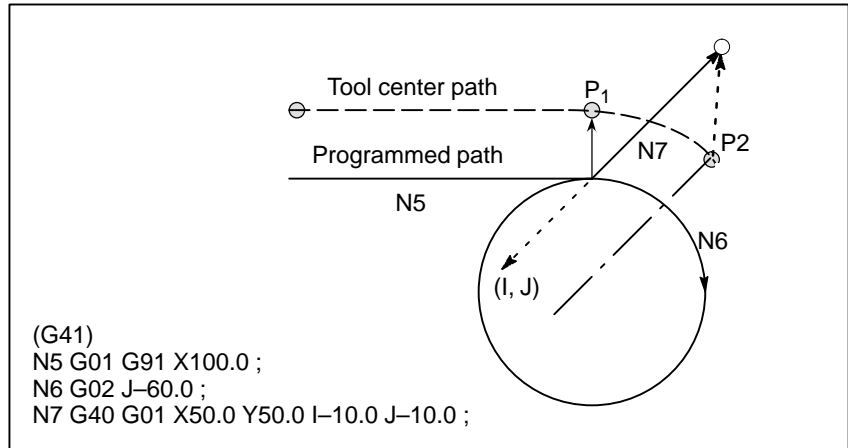 Tool center path
P1
P2
Programmed path
N7
N5
N6
(I, J)
(G41)
N5 G01 G91 X100.0 ;
N6 G02 J–60.0 ;
N7 G40 G01 X50.0 Y50.0 I–10.0 J–10.0 ;